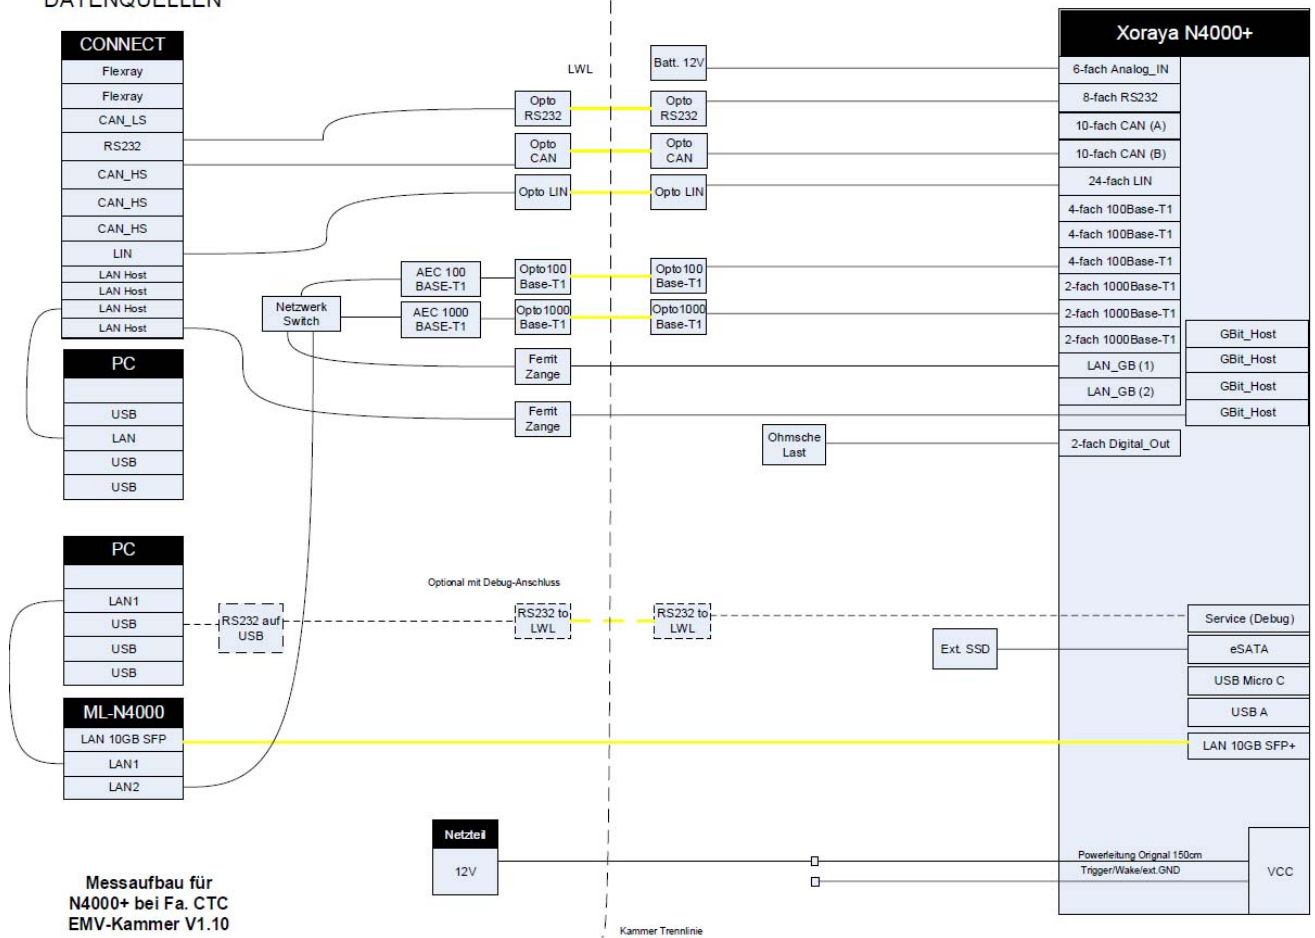 DATENQUELLEN
CONNECT
Flexray
Flexray
CAN_LS
RS232
CAN_HS
CAN_HS
CAN_HS
LIN
LAN Host
LAN Host
LAN Host
LAN Host
PC
USB
LAN
USB
USB
PC
LAN1
USB
USB
USB
ML-N4000
LAN 10GB SFP
LAN1
LAN2
Messaufbau für
N4000+ bei Fa. CTC
EMV-Kammer V1.10
Netzwerk
Switch
RS232 auf
USB
AEC 100
BASE-T1
AEC 1000
BASE-T1
LWL
Opto
RS232
Opto
CAN
Opto LIN
Opto100
Base-T1
Opto1000
Base-T1
Ferrit
Zange
Ferrit
Zange
Optional mit Debug-Anschluss
RS232 to
LWL
Netzteil
12V
Batt. 12V
Opto
RS232
Opto
CAN
Opto LIN
Opto100
Base-T1
Opto1000
Base-T1
Ohmsche
Last
RS232 to
LWL
Ext. SSD
Kammer Trennlinie
Xoraya N4000+
6-fach Analog_IN
8-fach RS232
10-fach CAN (A)
10-fach CAN (B)
24-fach LIN
4-fach 100Base-T1
4-fach 100Base-T1
4-fach 100Base-T1
2-fach 1000Base-T1
2-fach 1000Base-T1
2-fach 1000Base-T1
LAN_GB (1)
LAN_GB (2)
2-fach Digital_Out
GBit_Host
GBit_Host
GBit_Host
GBit_Host
Service (Debug)
eSATA
USB Micro C
USB A
LAN 10GB SFP+
Powerleitung Orignal 150cm
Trigger/Wake/ext.GND
VCC